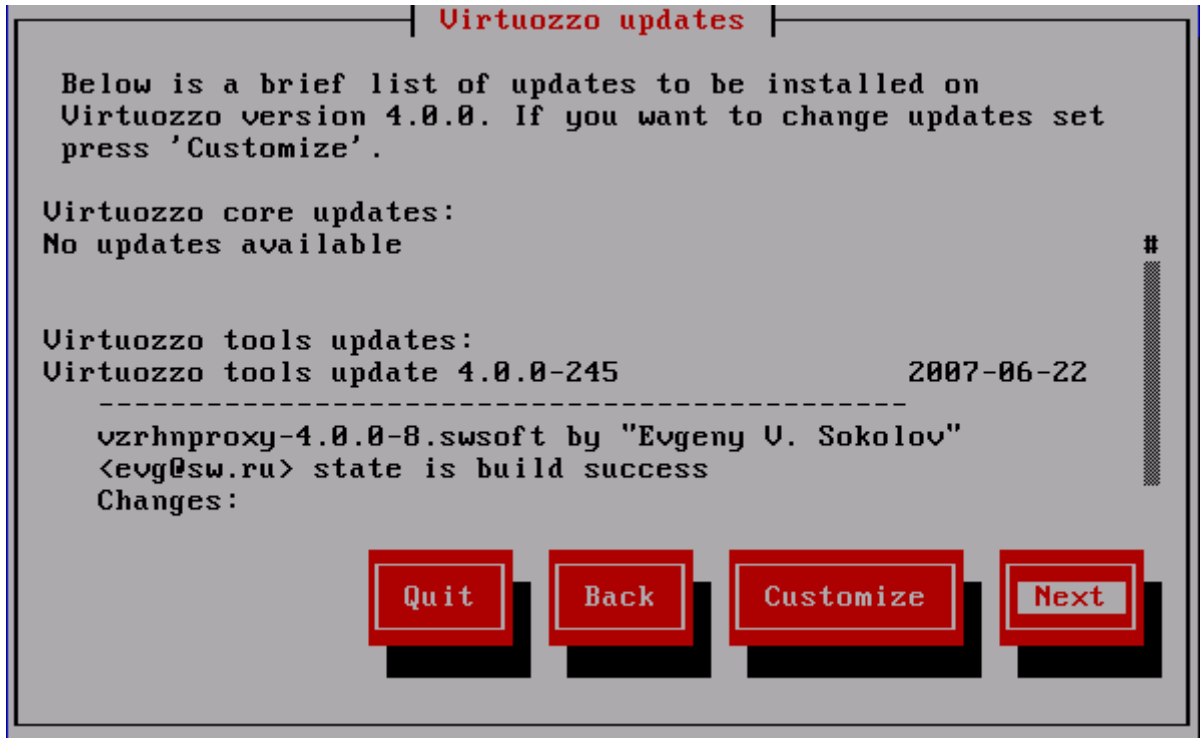 Virtuozzo updates
Below is a brief list of updates to be installed on
Virtuozzo version 4.0.0. If you want to change updates set
press 'Customize'.
Virtuozzo core updates:
No updates available
#
Virtuozzo tools updates:
Virtuozzo tools update 4.0.0-245 2007-06-22
---------------------------------------------
vzrhnproxy-4.0.0-8.swsoft by "Evgeny V. Sokolov"
<evg@sw.ru> state is build success
Changes:
Quit Back Customize Next